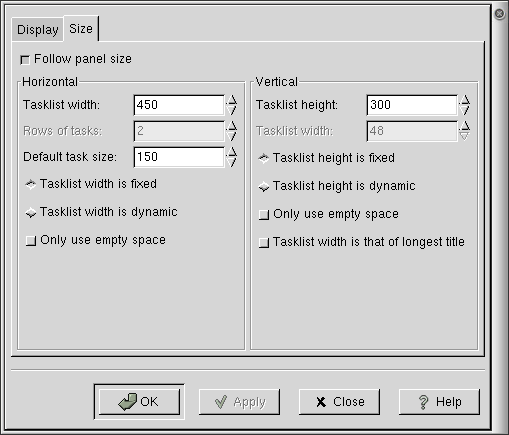 Display Size
Follow panel size
Horizontal
Tasklist width: 450
Rows of tasks: 2
Default task size: 150
Tasklist width is fixed
Tasklist width is dynamic
Only use empty space
Vertical
Tasklist height: 300
Tasklist width: 48
Tasklist height is fixed
Tasklist height is dynamic
Only use empty space
Tasklist width is that of longest title
OK Apply Close Help